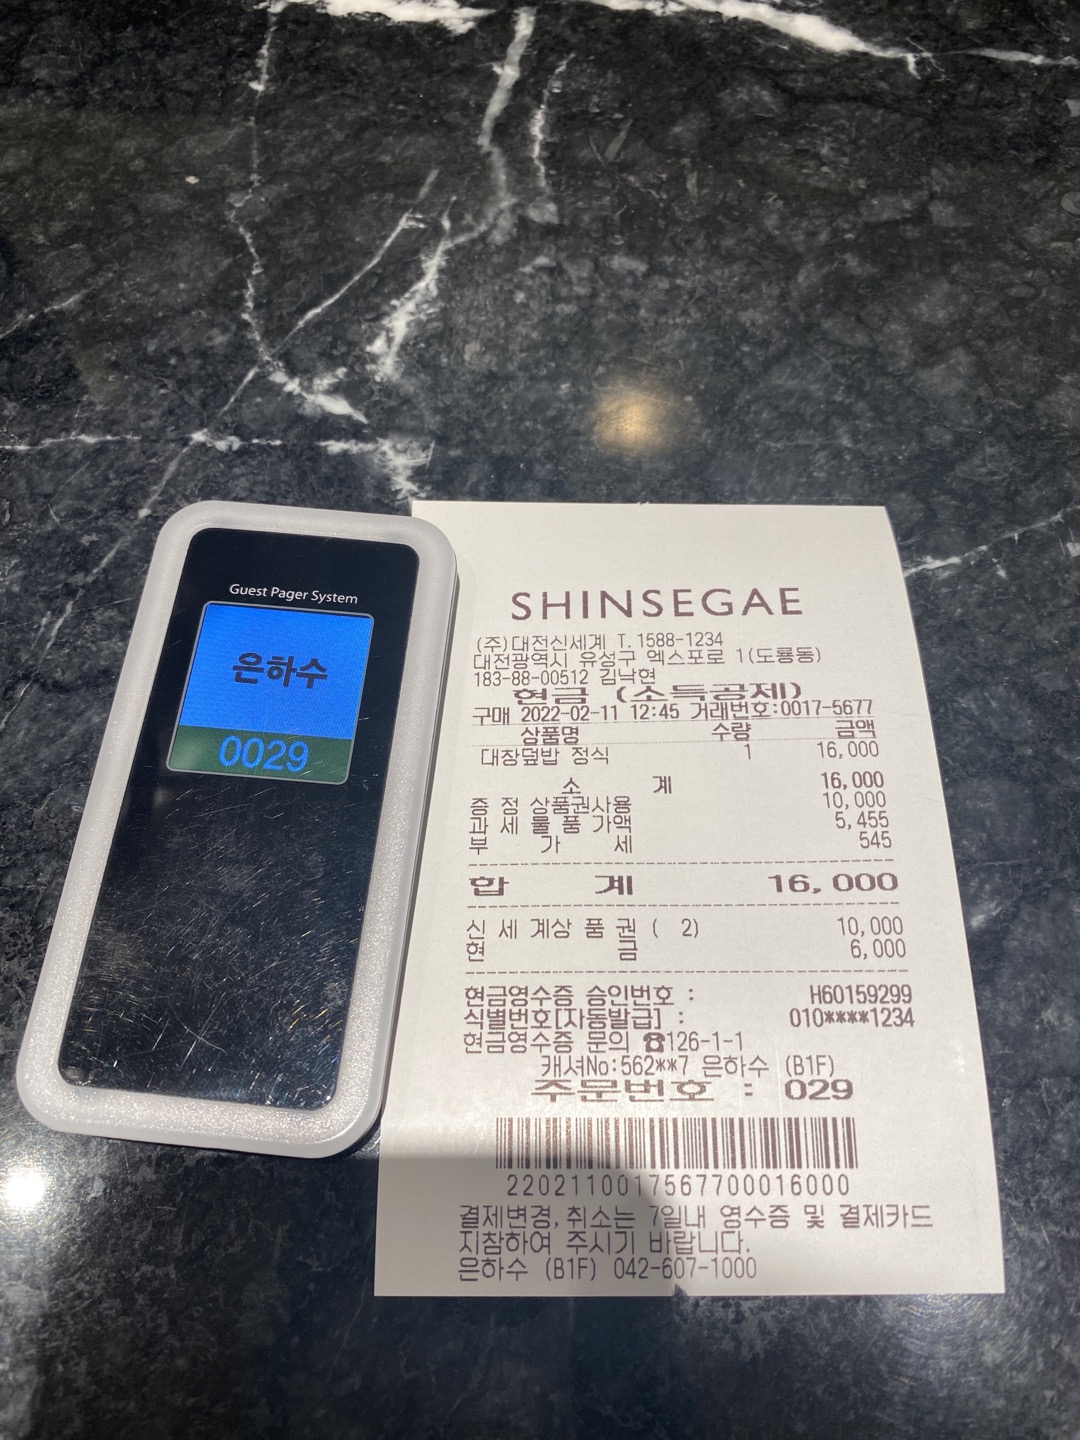 Guest Pager System
은하수
0029
SHINSEGAE
(주)대전신세계 T.1588-1234
대전광역시 유성구 엑스포로 1(도룡동)
183-88-00512 김낙현
현금 (소득공제)
구매 2022-02-11 12:45 거래번호:0017-5677
상품명 수량 금액
대창덮밥 정식 1 16,000
소 계 16,000
증정 상품권사용 10,000
과세 물품 가액 5,455
부 가 세 545
합 계 16,000
신세계상품권( 2) 10,000
현 금 6,000
현금영수증 승인번호 : H60159299
식별번호[자동발급] : 010****1234
현금영수증 문의 ☎126-1-1
캐셔No:562**7 은하수 (B1F)
주문번호 : 029
2202110017567700016000
결제변경,취소는 7일내 영수증 및 결제카드
지참하여 주시기 바랍니다.
은하수 (B1F) 042-607-1000